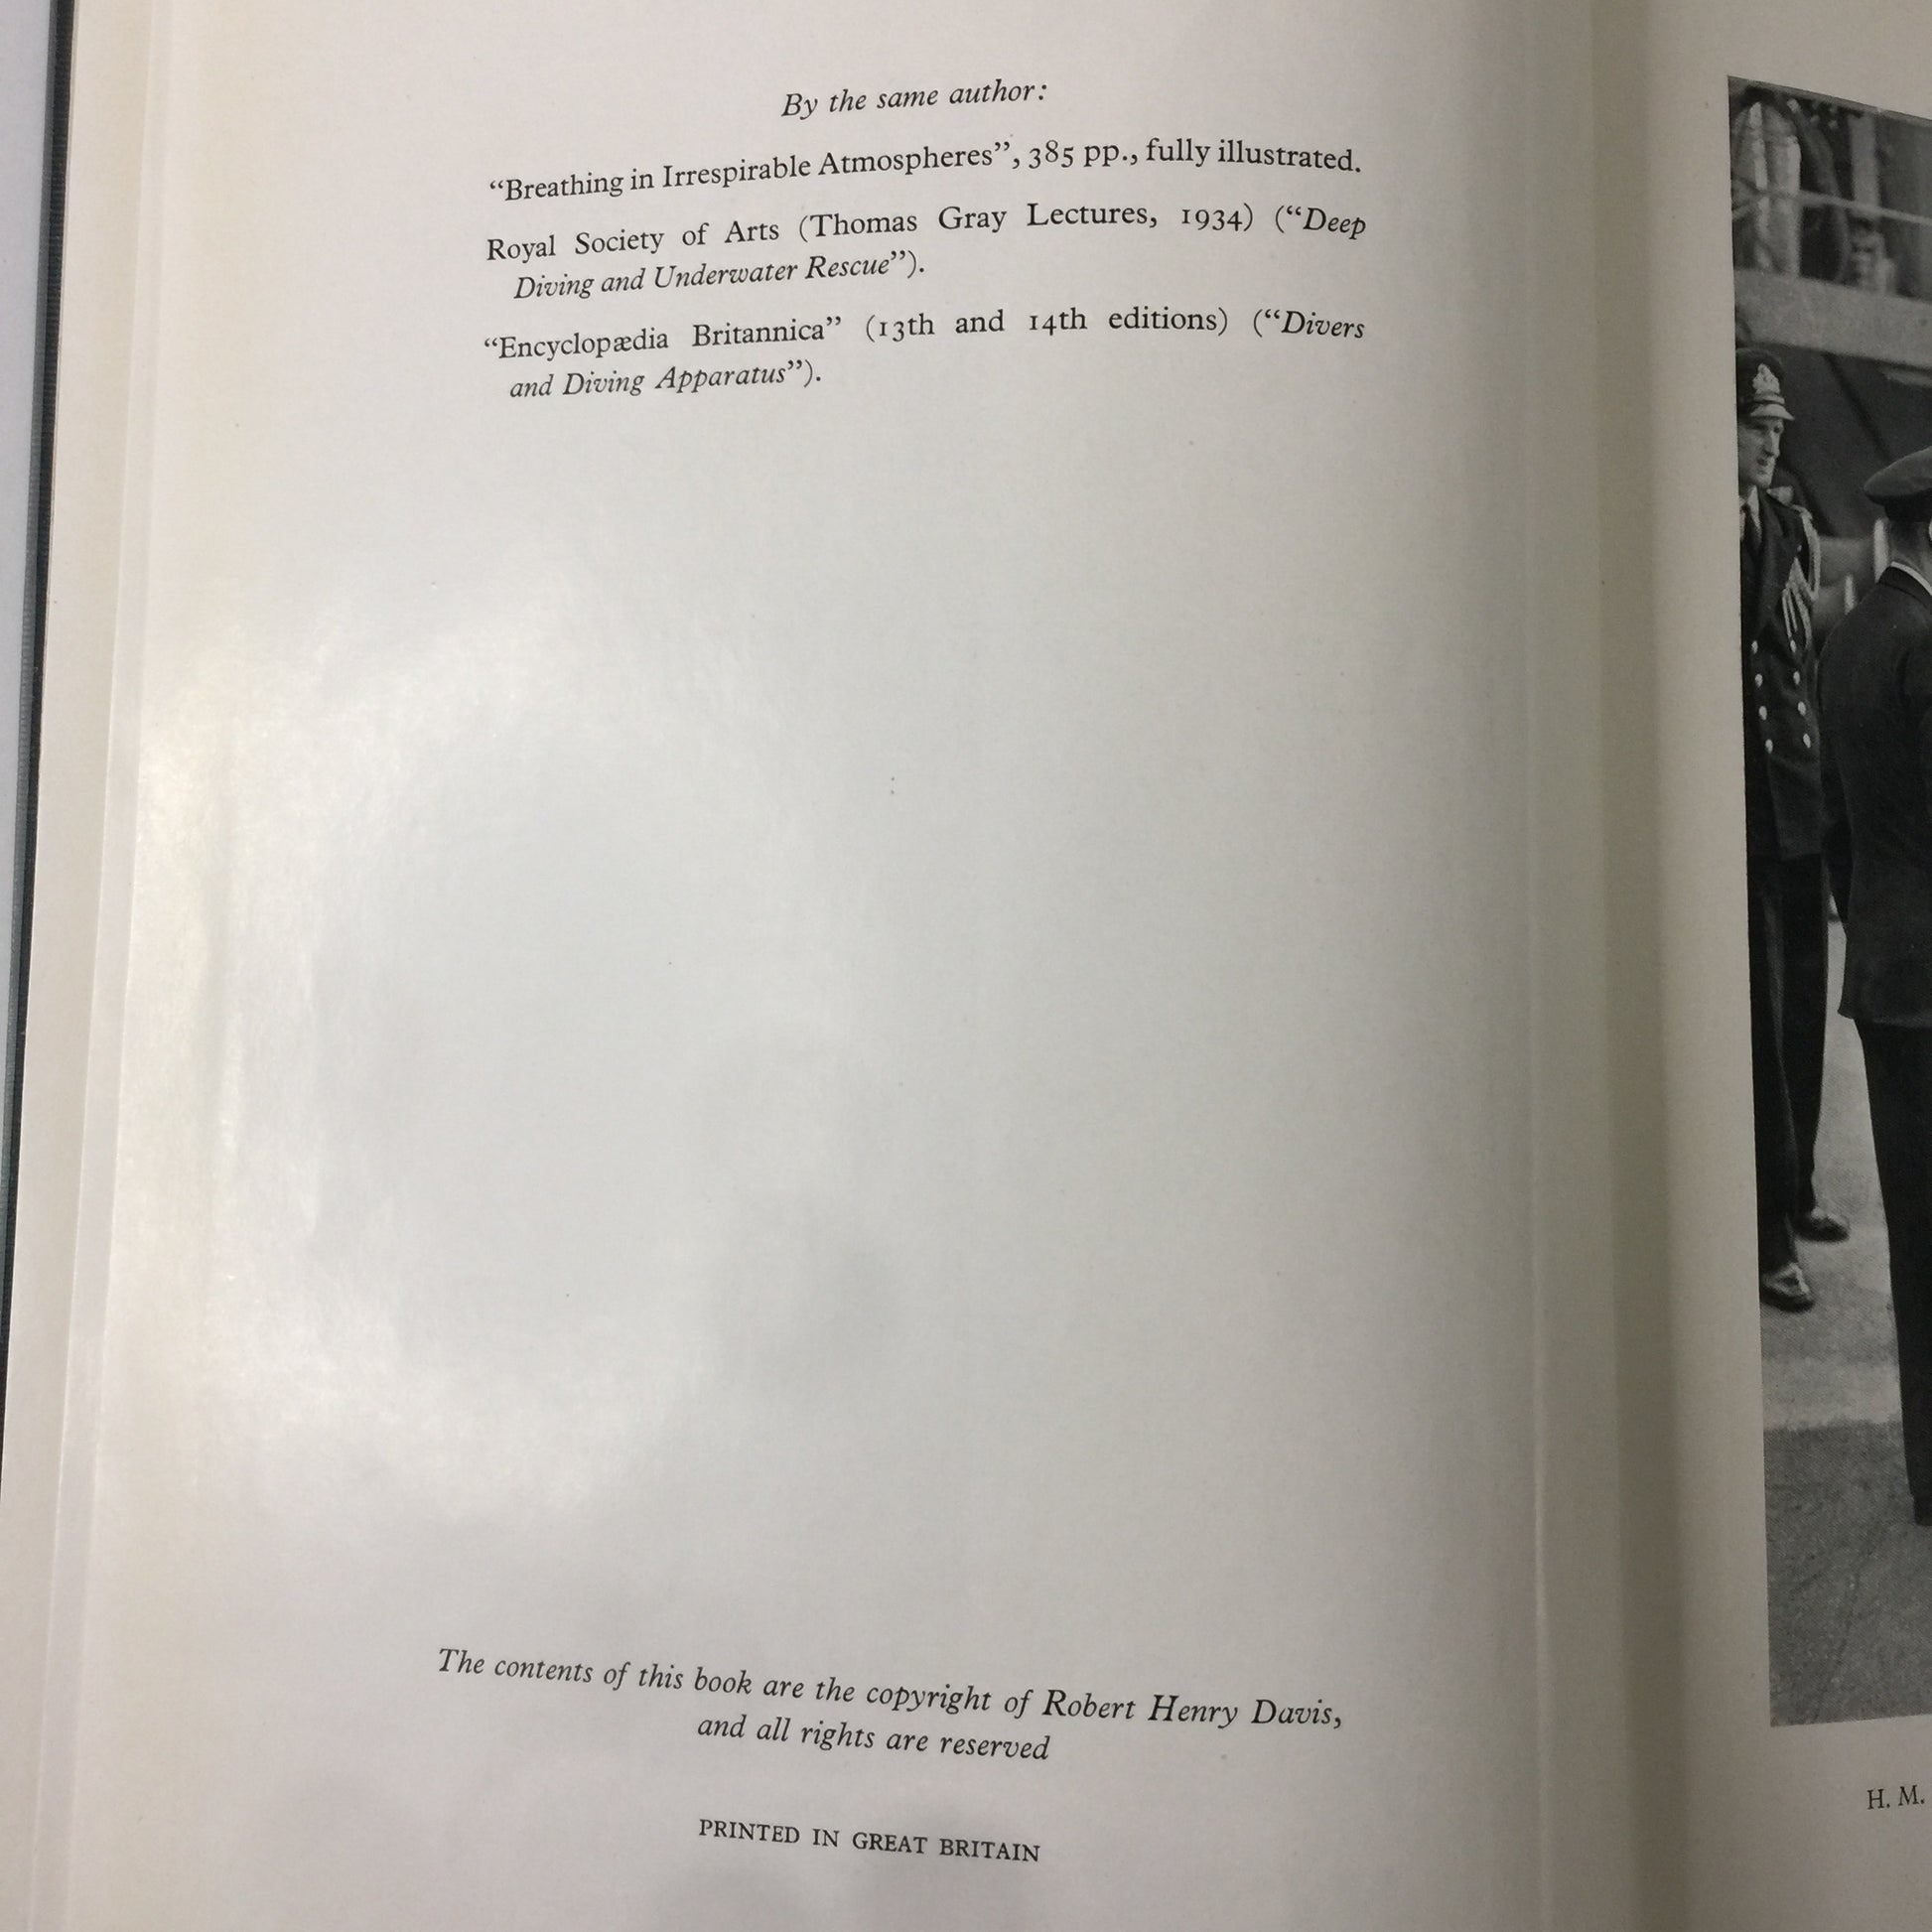 By the same author:
“Breathing in Irrespirable Atmospheres”, 385 pp., fully illustrated.
Royal Society of Arts (Thomas Gray Lectures, 1934) (“Deep
Diving and Underwater Rescue”).
“Encyclopædia Britannica” (13th and 14th editions) (“Divers
and Diving Apparatus”).
The contents of this book are the copyright of Robert Henry Davis,
and all rights are reserved
PRINTED IN GREAT BRITAIN
H. M.